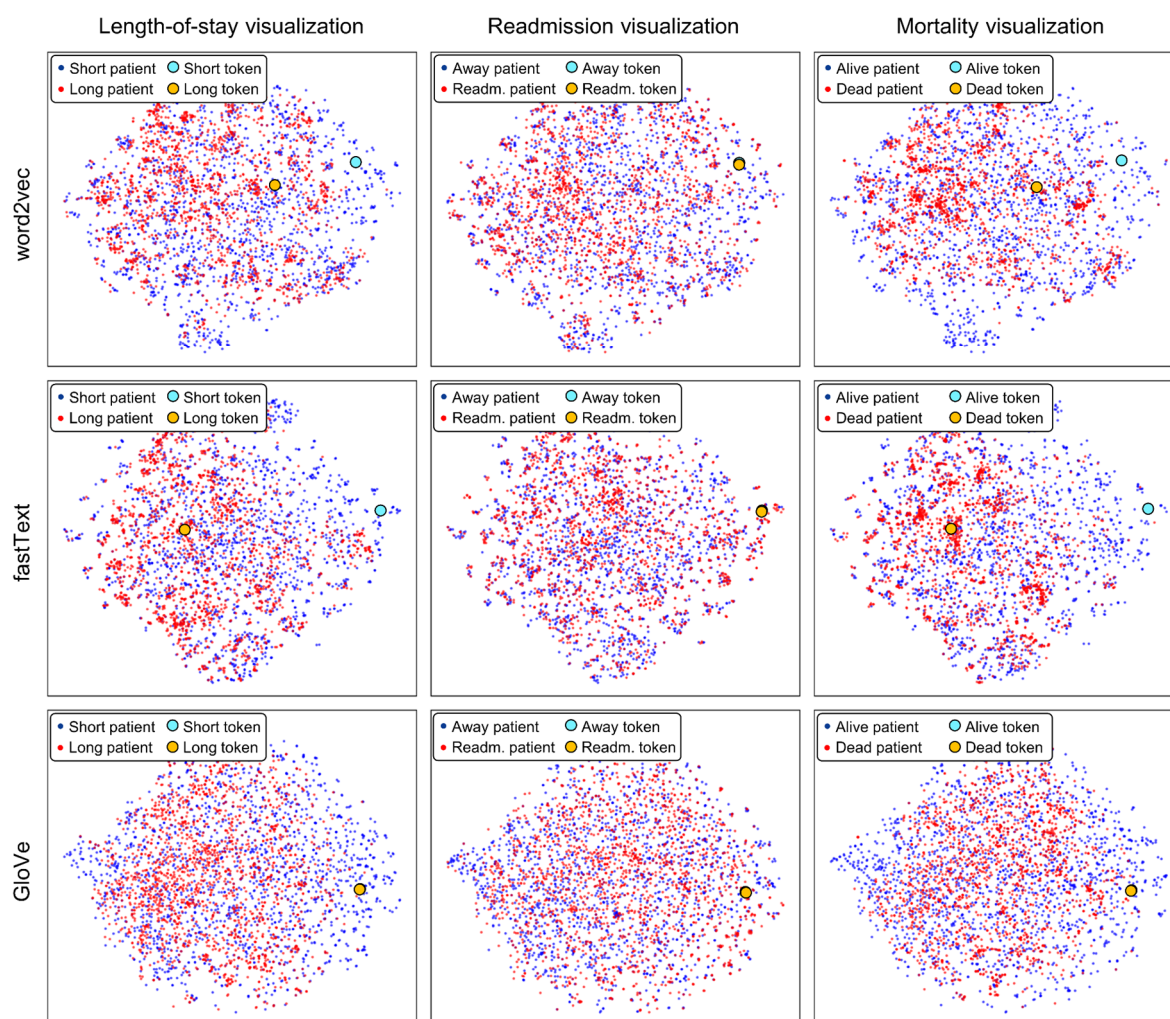 Length-of-stay visualization
Readmission visualization
Mortality visualization
word2vec
Short patient Short token
Long patient Long token
Away patient Away token
Readm. patient Readm. token
Alive patient Alive token
Dead patient Dead token
fastText
Short patient Short token
Long patient Long token
Away patient Away token
Readm. patient Readm. token
Alive patient Alive token
Dead patient Dead token
GloVe
Short patient Short token
Long patient Long token
Away patient Away token
Readm. patient Readm. token
Alive patient Alive token
Dead patient Dead token